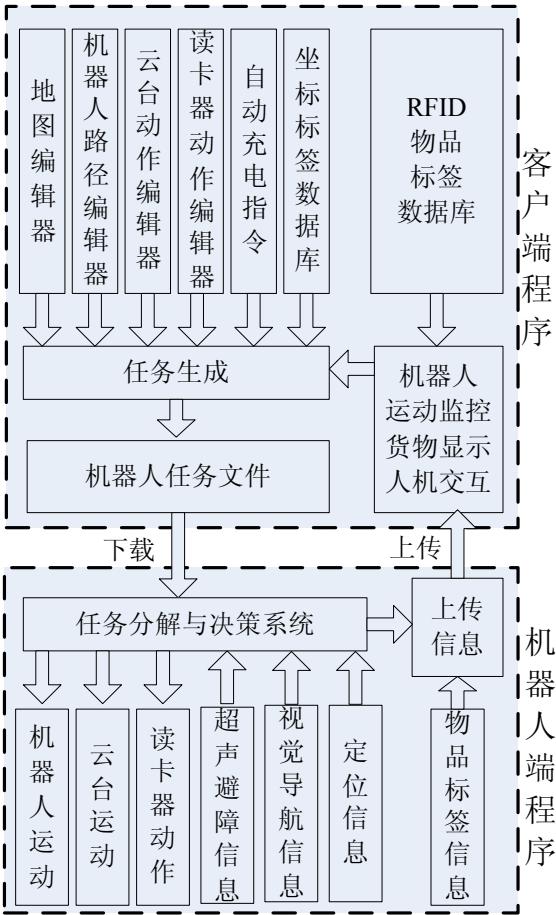 地图编辑器
机器人路径编辑器
云台动作编辑器
读卡器动作编辑器
自动充电指令
坐标标签数据库
RFID
物品
标签
数据库
客户端程序
任务生成
机器人
运动监控
货物显示
人机交互
机器人任务文件
下载
上传
任务分解与决策系统
上传
信息
机器人端程序
机器人运动
云台运动
读卡器动作
超声避障信息
视觉导航信息
定位信息
物品标签信息